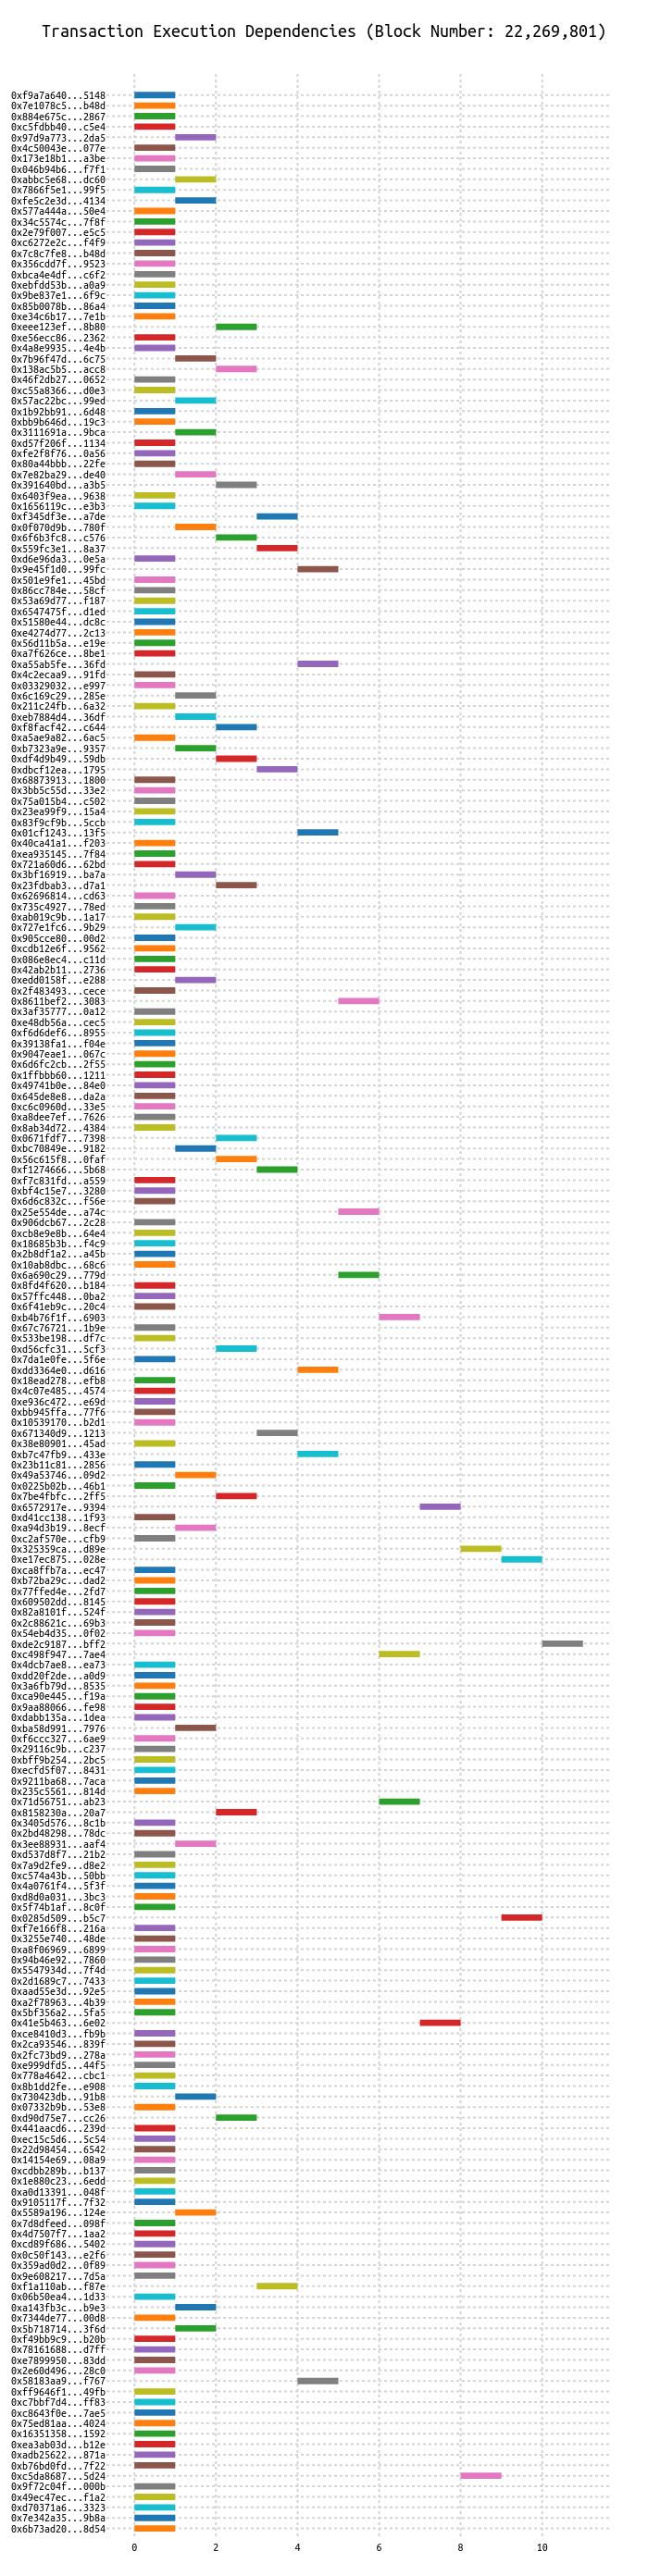 Transaction Execution Dependencies (Block Number: 22,269,801)
0xf9a7a640...5148
0x7e1078c5...b48d
0x884e675c...2867
0xc5fdbb40...c5e4
0x97d9a773...2da5
0x4c50043e...077e
0x173e18b1...a3be
0x046b94b6...f7f1
0xabbc5e68...dc60
0x7866f5e1...99f5
0xfe5c2e3d...4134
0x577a444a...50e4
0x34c5574c...7f8f
0x2e79f007...e5c5
0xc6272e2c...f4f9
0x7c8c7fe8...b48d
0x356cdd7f...9523
0xbca4e4df...c6f2
0xebfdd53b...a0a9
0x9be837e1...6f9c
0x85b0078b...86a4
0xe34c6b17...7e1b
0xeee123ef...8b80
0xe56ecc86...2362
0x4a8e9935...4e4b
0x7b96f47d...6c75
0x138ac5b5...acc8
0x46f2db27...0652
0xc55a8366...d0e3
0x57ac22bc...99ed
0x1b92bb91...6d48
0xbb9b646d...19c3
0x3111691a...9bca
0xd57f206f...1134
0xfe2f8f76...0a56
0x80a44bbb...22fe
0x7e82ba29...de40
0x391640bd...a3b5
0x6403f9ea...9638
0x1656119c...e3b3
0xf345df3e...a7de
0x0f070d9b...780f
0x6f6b3fc8...c576
0x559fc3e1...8a37
0xd6e96da3...0e5a
0x9e45f1d0...99fc
0x501e9fe1...45bd
0x86cc784e...58cf
0x53a69d77...f187
0x6547475f...d1ed
0x51580e44...dc8c
0xe4274d77...2c13
0x56d11b5a...e19e
0xa7f626ce...8be1
0xa55ab5fe...36fd
0x4c2ecaa9...91fd
0x03329032...e997
0x6c169c29...285e
0x211c24fb...6a32
0xeb7884d4...36df
0xf8facf42...c644
0xa5ae9a82...6ac5
0xb7323a9e...9357
0xdf4d9b49...59db
0xdbcf12ea...1795
0x68873913...1800
0x3bb5c55d...33e2
0x75a015b4...c502
0x23ea99f9...15a4
0x83f9cf9b...5ccb
0x01cf1243...13f5
0x40ca41a1...f203
0xea935145...7f84
0x721a60d6...62bd
0x3bf16919...ba7a
0x23fdbab3...d7a1
0x62696814...cd63
0x735c4927...78ed
0xab019c9b...1a17
0x727e1fc6...9b29
0x905cce80...00d2
0xcdb12e6f...9562
0x086e8ec4...c11d
0x42ab2b11...2736
0xedd0158f...e288
0x2f483493...cece
0x8611bef2...3083
0x3af35777...0a12
0xe48db56a...cec5
0xf6d6def6...8955
0x39138fa1...f04e
0x9047eae1...067c
0x6d6fc2cb...2f55
0x1ffbbb60...1211
0x49741b0e...84e0
0x645de8e8...da2a
0xc6c0960d...33e5
0xa8dee7ef...7626
0x8ab34d72...4384
0x0671fdf7...7398
0xbc70849e...9182
0x56c615f8...0faf
0xf1274666...5b68
0xf7c831fd...a559
0xbf4c15e7...3280
0x6d6c832c...f56e
0x25e554de...a74c
0x906dcb67...2c28
0xcb8e9e8b...64e4
0x18685b3b...f4c9
0x2b8df1a2...a45b
0x10ab8dbc...68c6
0x6a690c29...779d
0x8fd4f620...b184
0x57ffc448...0ba2
0x6f41eb9c...20c4
0xb4b76f1f...6903
0x67c76721...1b9e
0x533be198...df7c
0xd56cfc31...5cf3
0x7da1e0fe...5f6e
0xdd3364e0...d616
0x18ead278...efb8
0x4c07e485...4574
0xe936c472...e69d
0xbb945ffa...77f6
0x10539170...b2d1
0x671340d9...1213
0x38e80901...45ad
0xb7c47fb9...433e
0x23b11c81...2856
0x49a53746...09d2
0x0225b02b...46b1
0x7be4fbfc...2ff5
0x6572917e...9394
0xd41cc138...1f93
0xa94d3b19...8ecf
0xc2af570e...cfb9
0x325359ca...d89e
0xe17ec875...028e
0xca8ffb7a...ec47
0xb72ba29c...dad2
0x77ffed4e...2fd7
0x609502dd...8145
0x82a8101f...524f
0x2c88621c...69b3
0x54eb4d35...0f02
0xde2c9187...bff2
0xc498f947...7ae4
0x4dcb7ae8...ea73
0xdd20f2de...a0d9
0x3a6fb79d...8535
0xca90e445...f19a
0x9aa88066...fe98
0xdabb135a...1dea
0xba58d991...7976
0xf6ccc327...6ae9
0x29116c9b...c237
0xbff9b254...2bc5
0xecfd5f07...8431
0x9211ba68...7aca
0x235c5561...814d
0x71d56751...ab23
0x8158230a...20a7
0x3405d576...8c1b
0x2bd48298...78dc
0x3ee88931...aaf4
0xd537d8f7...21b2
0x7a9d2fe9...d8e2
0xc574a43b...50bb
0x4a0761f4...5f3f
0xd8d0a031...3bc3
0x5f74b1af...8c0f
0x0285d509...b5c7
0xf7e166f8...216a
0x3255e740...48de
0xa8f06969...6899
0x94b46e92...7860
0x5547934d...7f4d
0x2d1689c7...7433
0xaad55e3d...92e5
0xa2f78963...4b39
0x5bf356a2...5fa5
0x41e5b463...6e02
0xce8410d3...fb9b
0x2ca93546...839f
0x2fc73bd9...278a
0xe999dfd5...44f5
0x778a4642...cbc1
0x8b1dd2fe...e908
0x730423db...91b8
0x07332b9b...53e8
0xd90d75e7...cc26
0x441aacd6...239d
0xec15c5d6...5c54
0x22d98454...6542
0x14154e69...08a9
0xcdbb289b...b137
0x1e880c23...6edd
0xa0d13391...048f
0x9105117f...7f32
0x5589a196...124e
0x7d8dfeed...098f
0x4d7507f7...1aa2
0xcd89f686...5402
0x0c50f143...e2f6
0x359ad0d2...0f89
0x9e608217...7d5a
0xf1a110ab...f87e
0x06b50ea4...1d33
0xa143fb3c...b9e3
0x7344de77...00d8
0x5b718714...3f6d
0xf49bb9c9...b20b
0x78161688...d7ff
0xe7899950...83dd
0x2e60d496...28c0
0x58183aa9...f767
0xff9646f1...49fb
0xc7bbf7d4...ff83
0xc8643f0e...7ae5
0x75ed81aa...4024
0x16351358...1592
0xea3ab03d...b12e
0xadb25622...871a
0xb76bd0fd...7f22
0xc5da8687...5d24
0x9f72c04f...000b
0x49ec47ec...f1a2
0xd70371a6...3323
0x7e342a35...9b8a
0x6b73ad20...8d54
0 2 4 6 8 10